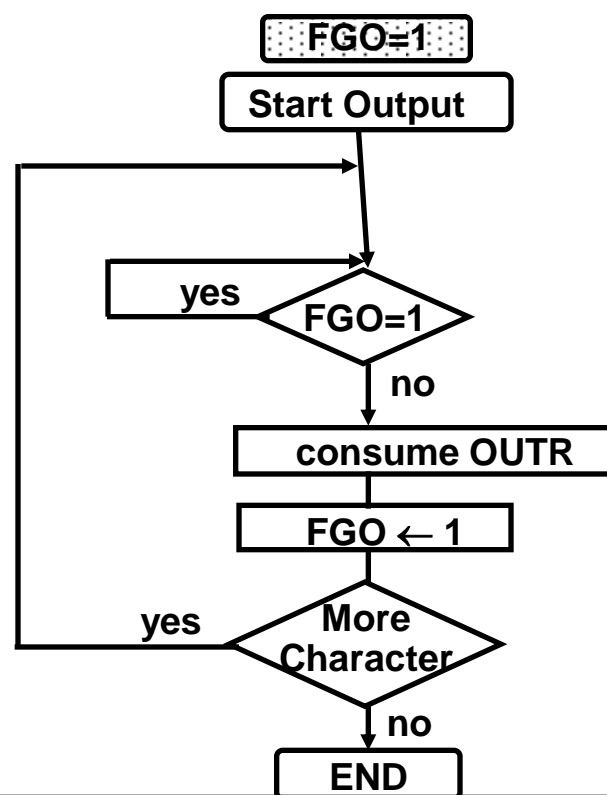 FGO=1
Start Output
yes
FGO=1
no
consume OUTR
FGO ← 1
yes
More
Character
no
END